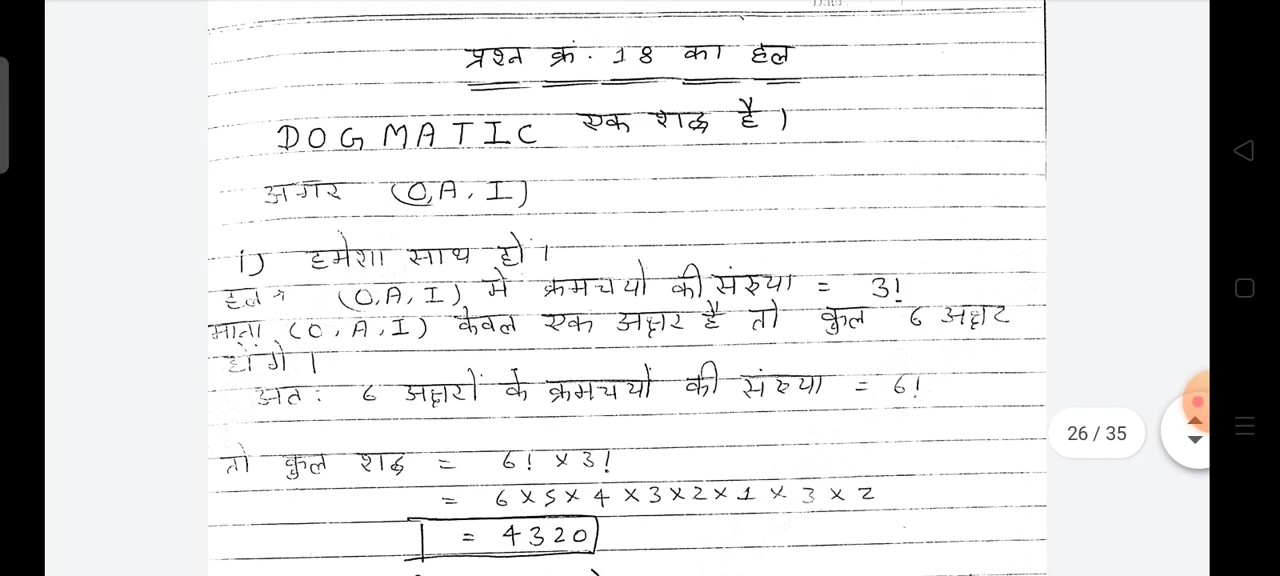 प्रश्न क्रं. 18 का हल
DOGMATIC एक शब्द है।
अगर (O, A, I)
i) हमेशा साथ हो।
हल → (O, A, I) में क्रमचयो की संख्या = 3!
माना (O, A, I) केवल एक अक्षर है तो कुल 6 अक्षर
होंगे।
अत: 6 अक्षरों के क्रमचयों की संख्या = 6!
26 / 35
तो कुल शब्द = 6! × 3!
= 6 × 5 × 4 × 3 × 2 × 1 × 3 × 2
= 4320